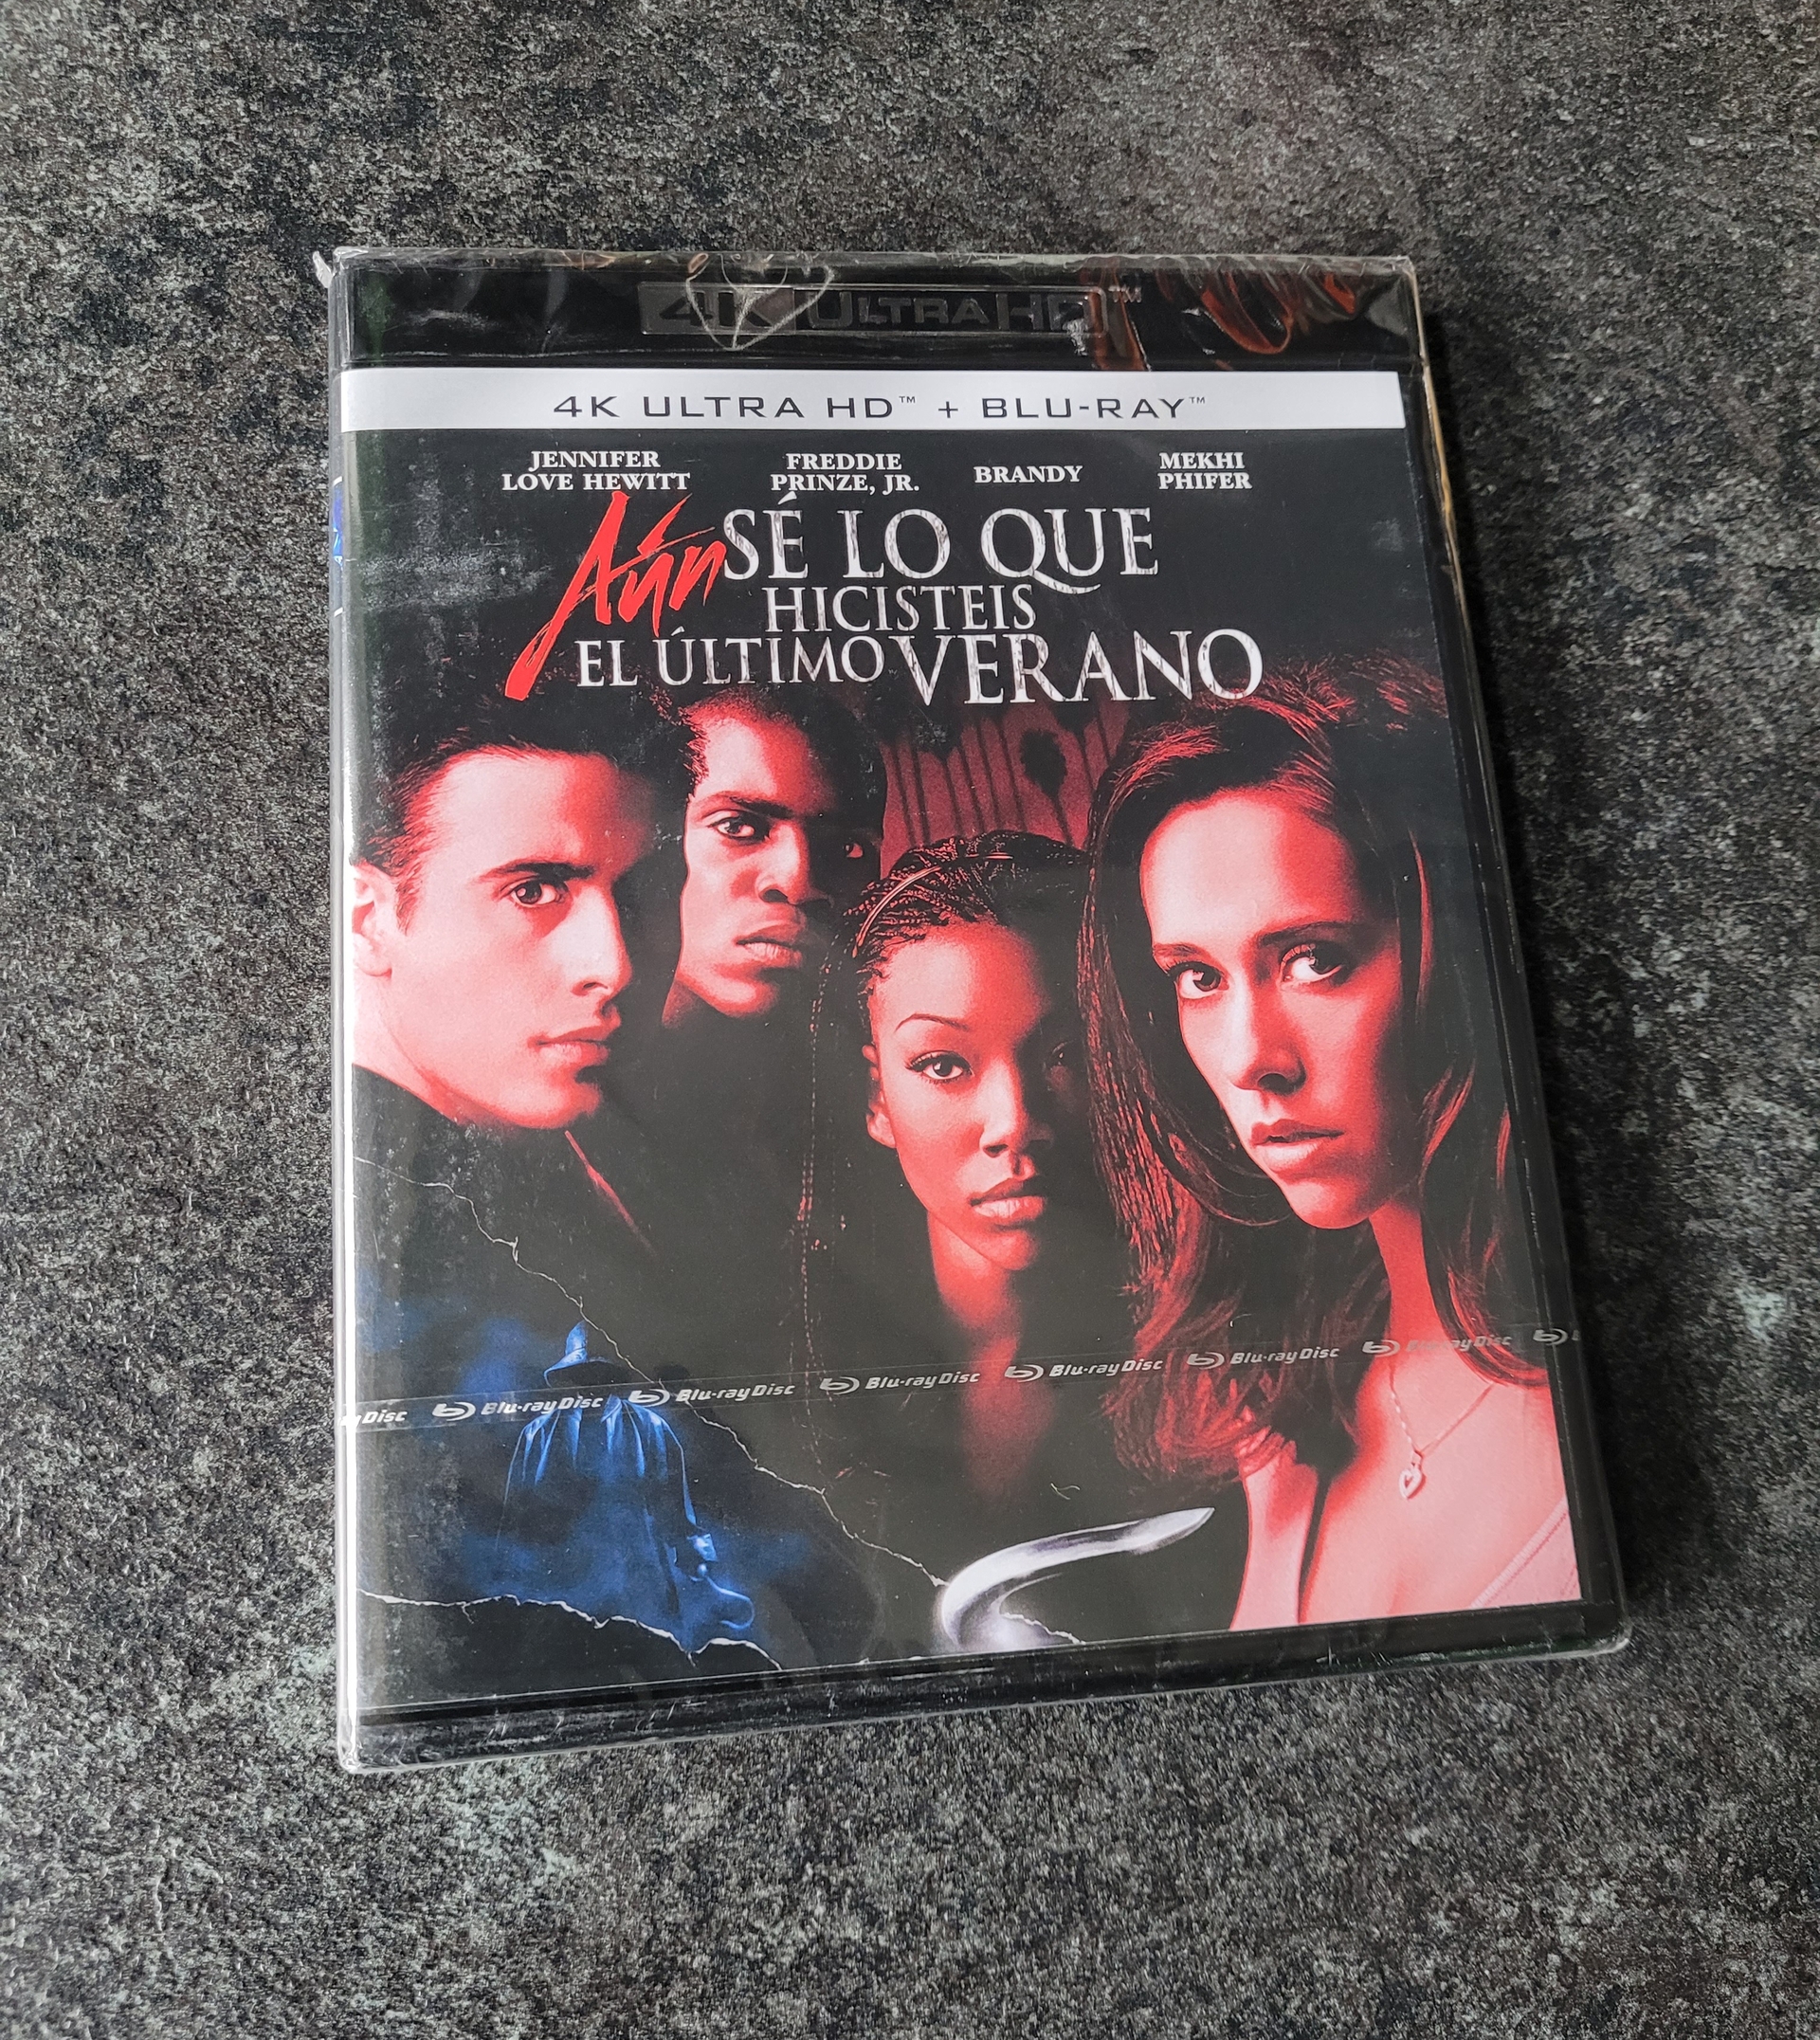 4K ULTRA HD™
4K ULTRA HD™ + BLU-RAY™
JENNIFER
LOVE HEWITT
FREDDIE
PRINZE, JR.
BRANDY
MEKHI
PHIFER
Aún SÉ LO QUE
HICISTEIS
EL ÚLTIMO VERANO
Disc Blu-ray Disc Blu-ray Disc Blu-ray Disc Blu-ray Disc Blu-ray Disc Blu-ray Disc